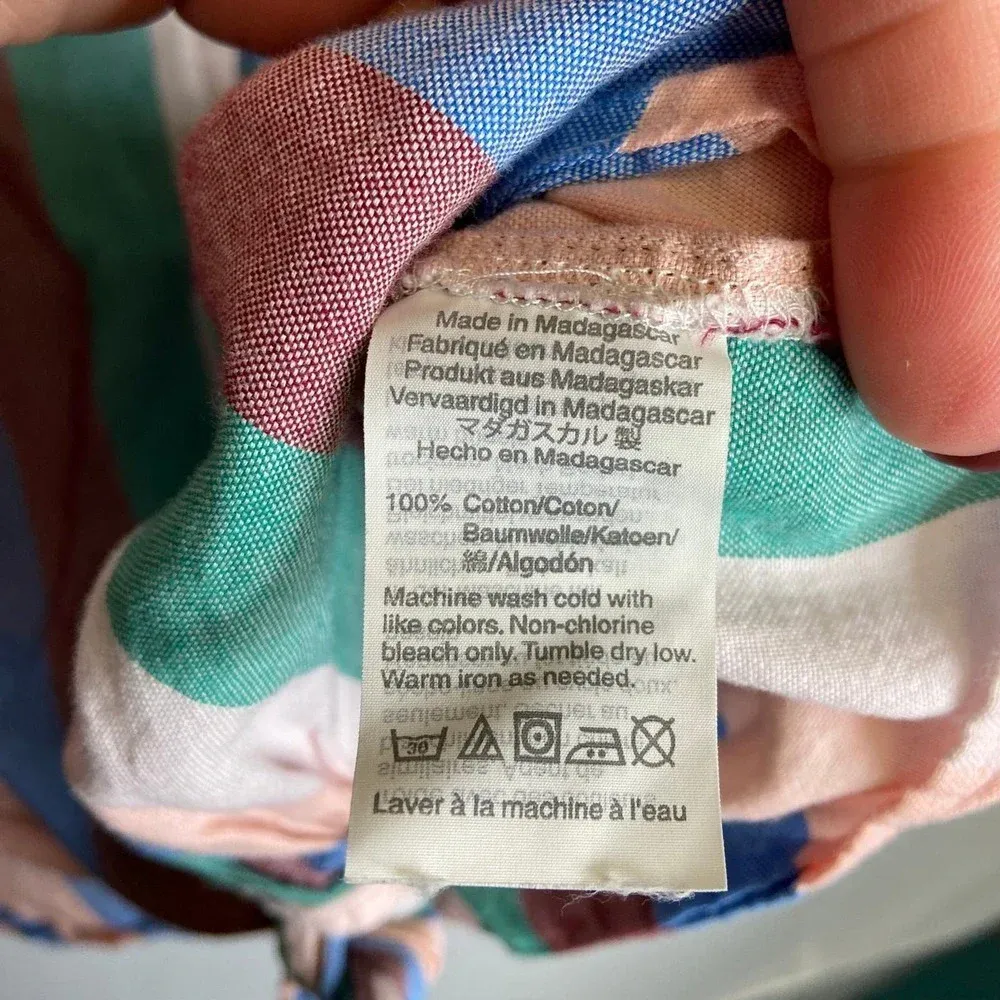 Made in Madagascar
Fabriqué en Madagascar
Produkt aus Madagaskar
Vervaardigd in Madagascar
マダガスカル 製
Hecho en Madagascar
100% Cotton/Coton/
Baumwolle/Katoen/
綿/Algodón
Machine wash cold with
like colors. Non-chlorine
bleach only. Tumble dry low.
Warm iron as needed.
30
Laver à la machine à l'eau